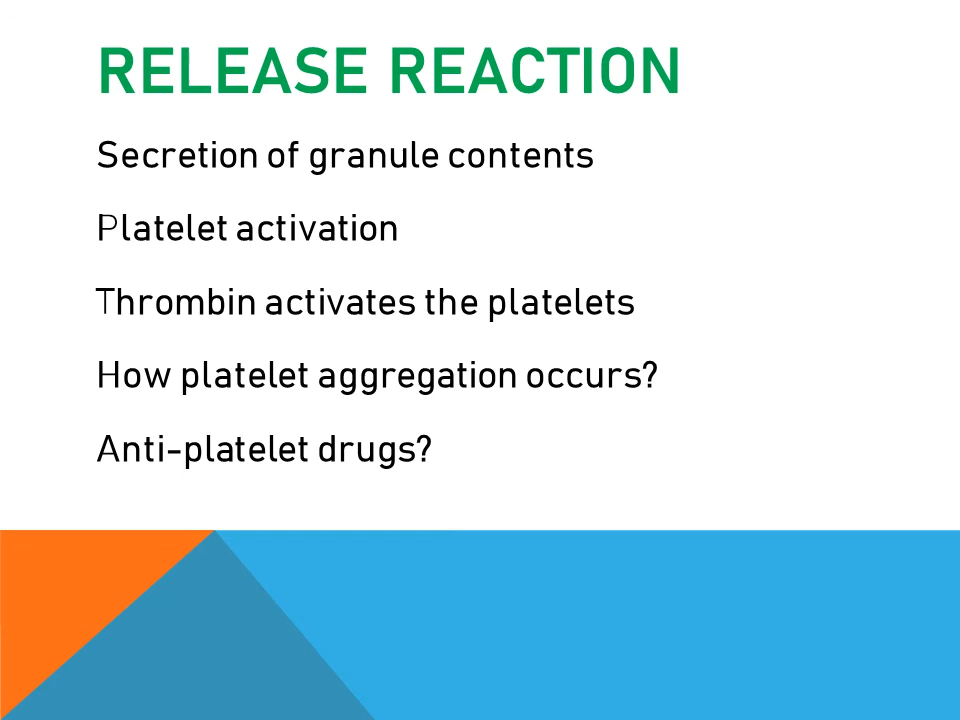 RELEASE REACTION
Secretion of granule contents
Platelet activation
Thrombin activates the platelets
How platelet aggregation occurs?
Anti-platelet drugs?